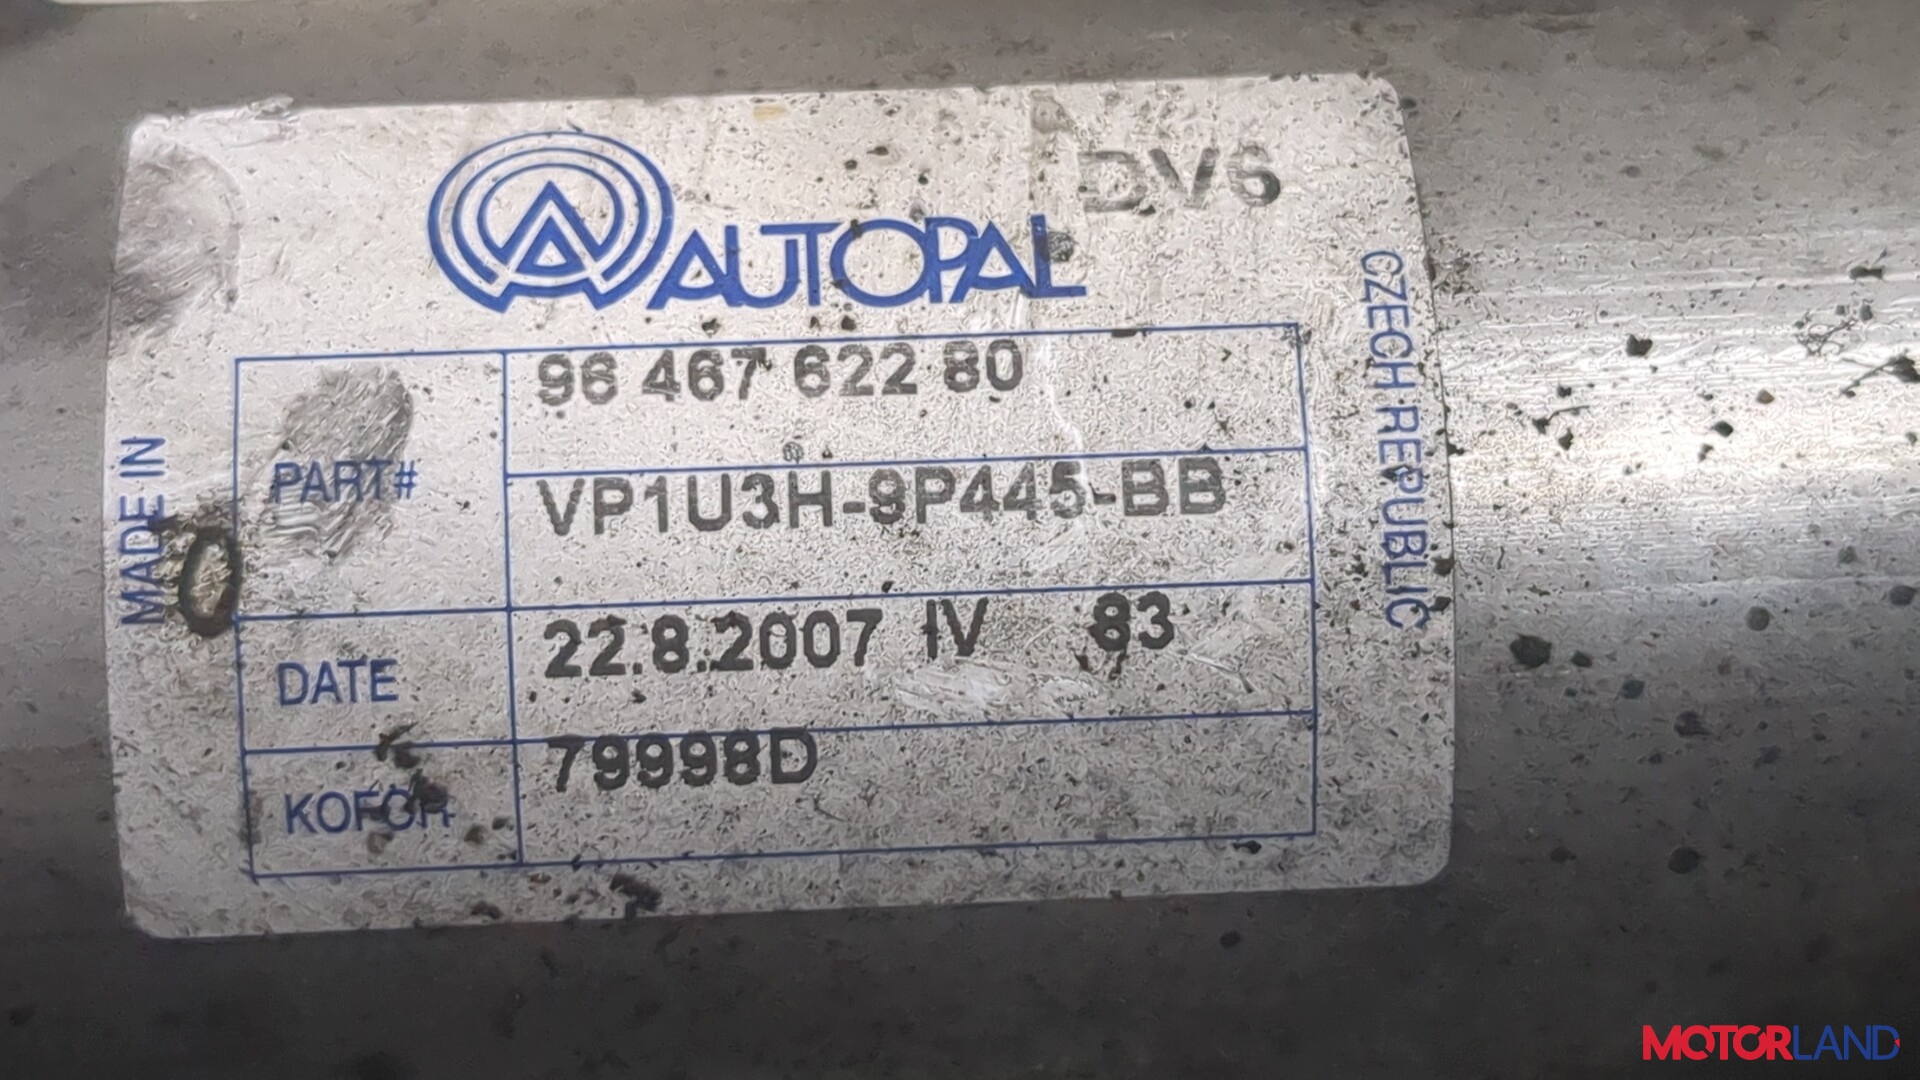 DV6
AUTOPAL
MADE IN
CZECH REPUBLIC
PART#
96 467 622 80
VP1U3H-9P445-BB
DATE
22.8.2007 IV 83
KOFOR
79998D
MOTORLAND